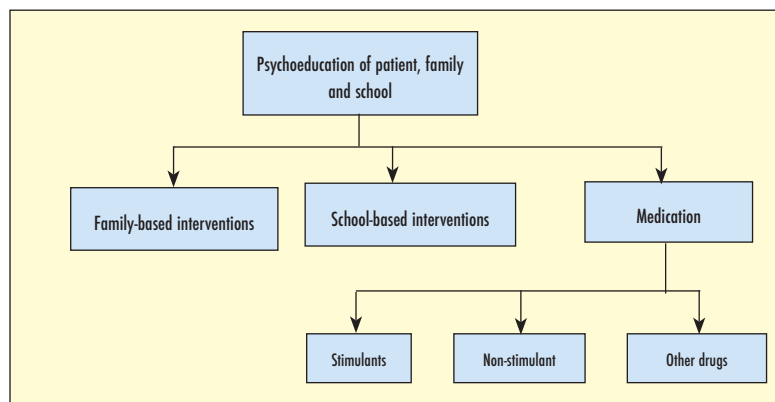 Psychoeducation of patient, family
and school
Family-based interventions
School-based interventions
Medication
Stimulants
Non-stimulant
Other drugs